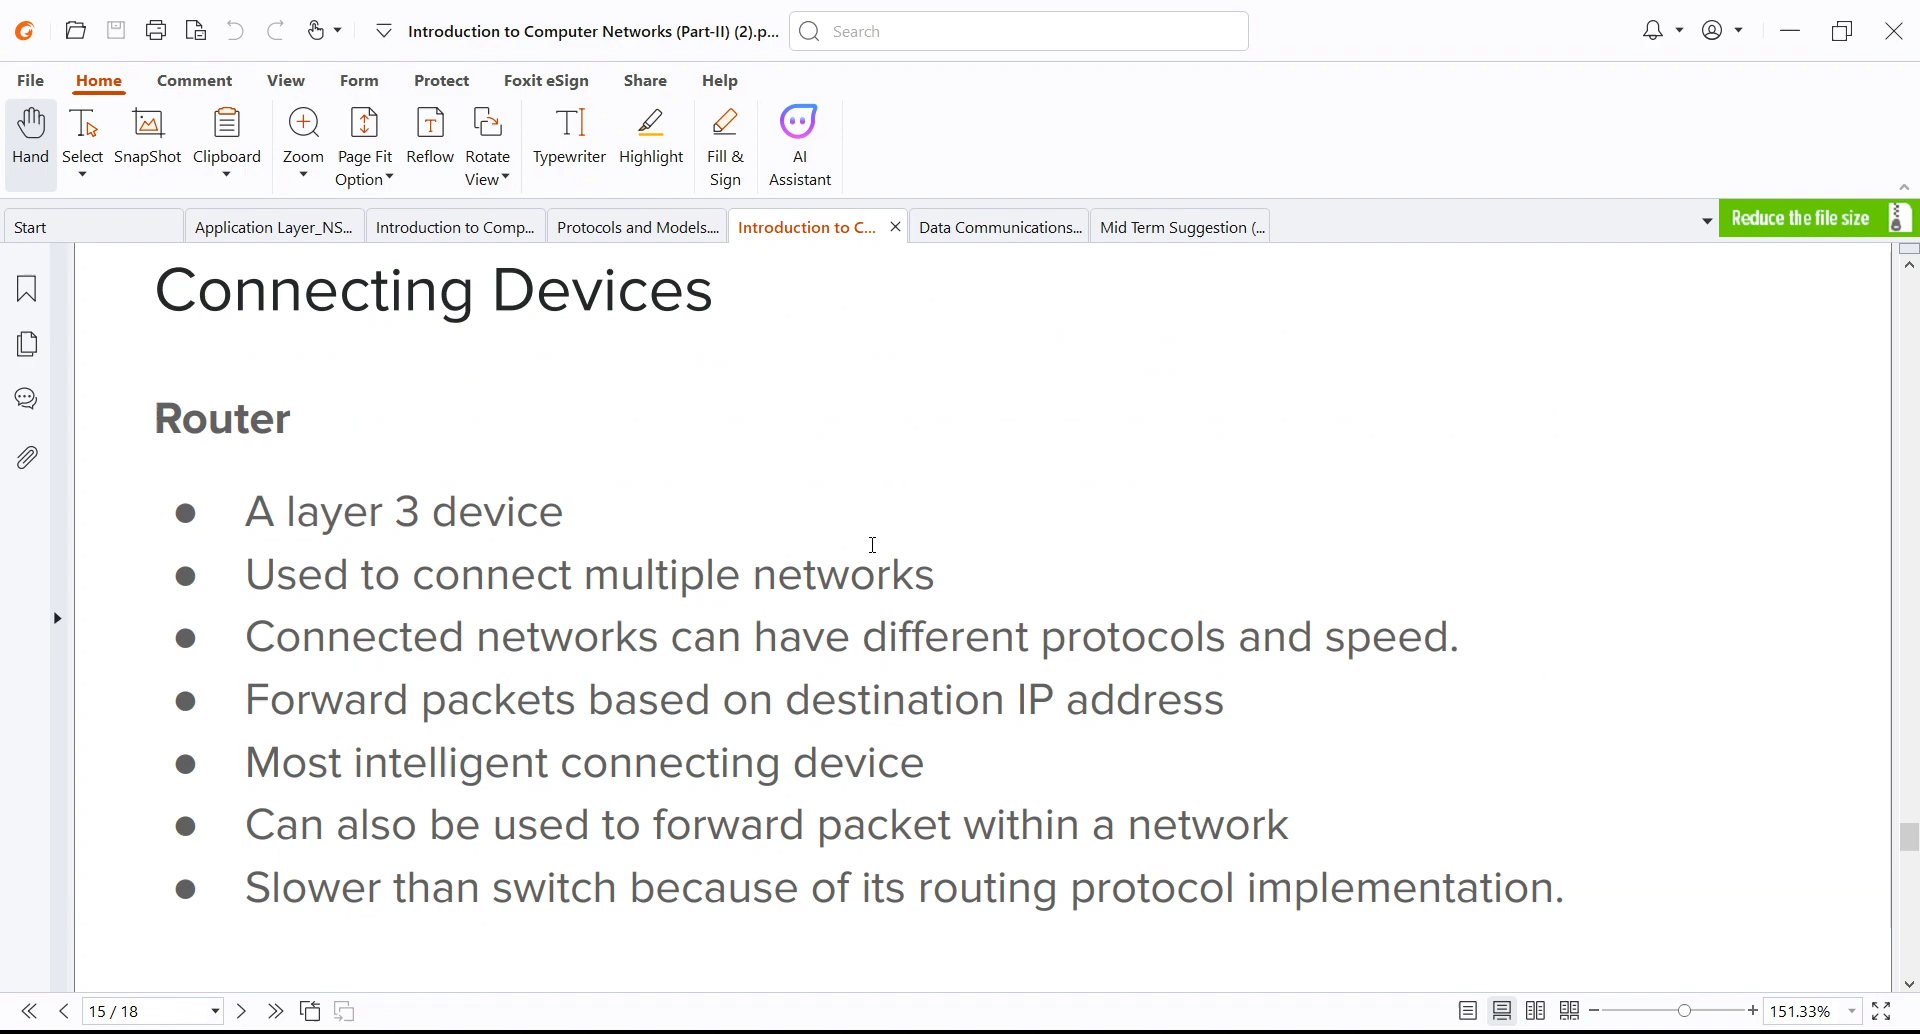 Introduction to Computer Networks (Part-II) (2).p...
Search
File Home Comment View Form Protect Foxit eSign Share Help
Hand Select SnapShot Clipboard Zoom Page Fit Option Reflow Rotate View Typewriter Highlight Fill & Sign AI Assistant
Start Application Layer_NS... Introduction to Comp... Protocols and Models.... Introduction to C... Data Communications... Mid Term Suggestion (... Reduce the file size
Connecting Devices
Router
● A layer 3 device
● Used to connect multiple networks
● Connected networks can have different protocols and speed.
● Forward packets based on destination IP address
● Most intelligent connecting device
● Can also be used to forward packet within a network
● Slower than switch because of its routing protocol implementation.
15 / 18
151.33%